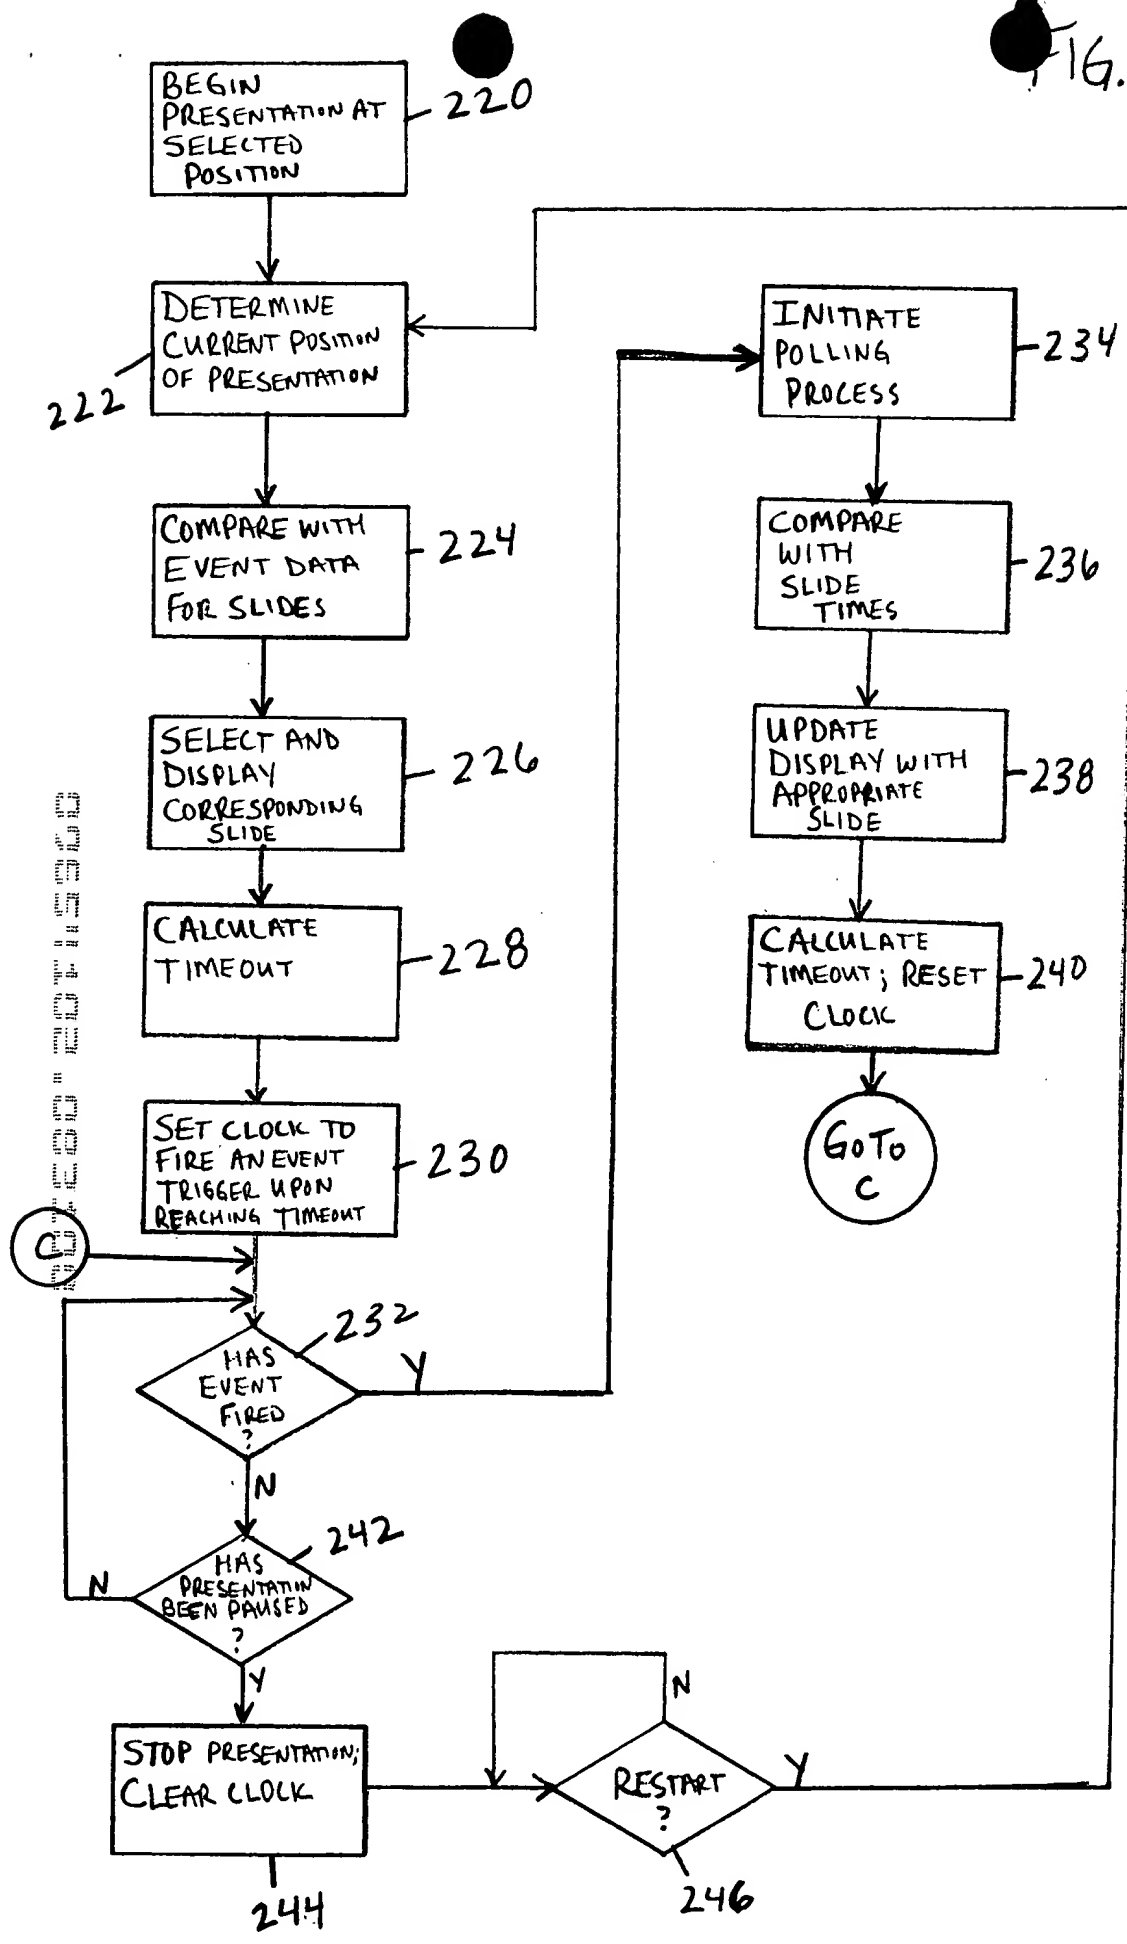 FIG.
BEGIN
PRESENTATION AT
SELECTED
POSITION
220
DETERMINE
CURRENT POSITION
OF PRESENTATION
222
COMPARE WITH
EVENT DATA
FOR SLIDES
224
SELECT AND
DISPLAY
CORRESPONDING
SLIDE
226
CALCULATE
TIMEOUT
228
SET CLOCK TO
FIRE AN EVENT
TRIGGER UPON
REACHING TIMEOUT
230
C
HAS
EVENT
FIRED
?
232
Y
N
HAS
PRESENTATIN
BEEN PAUSED
?
242
N
Y
STOP PRESENTATION;
CLEAR CLOCK
244
RESTART
?
246
N
Y
INITIATE
POLLING
PROCESS
234
COMPARE
WITH
SLIDE
TIMES
236
UPDATE
DISPLAY WITH
APPROPRIATE
SLIDE
238
CALCULATE
TIMEOUT; RESET
CLOCK
240
GO TO
C